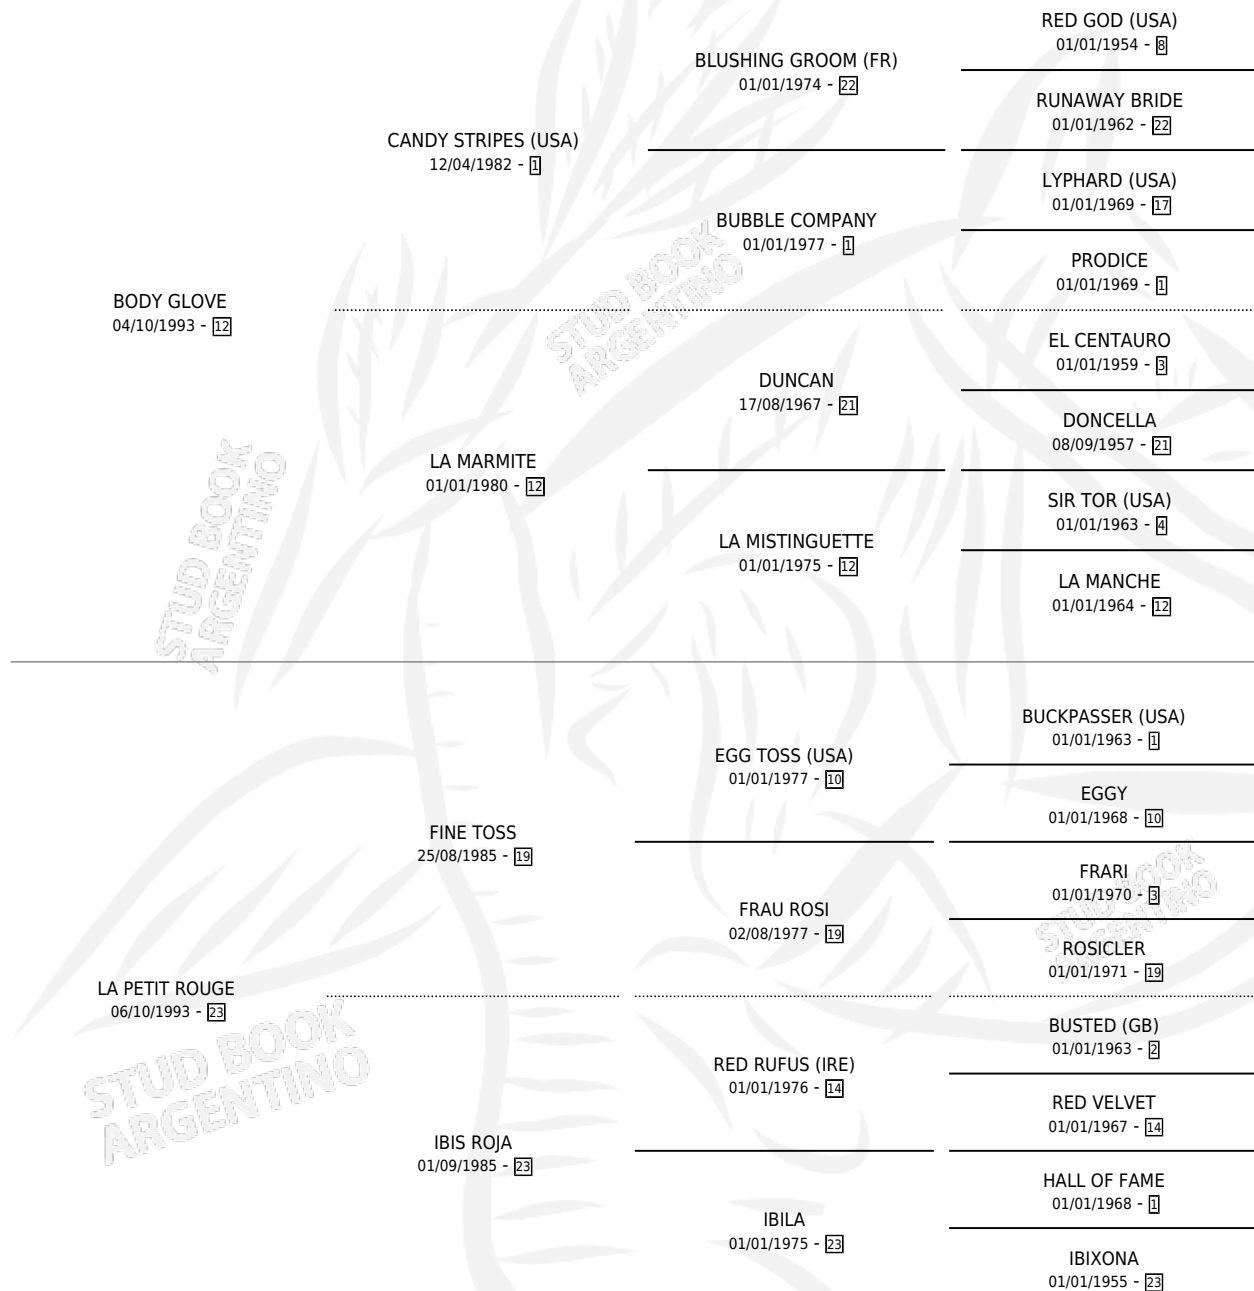 RED GOD (USA)
01/01/1954 - 8
BLUSHING GROOM (FR)
01/01/1974 - 22
RUNAWAY BRIDE
01/01/1962 - 22
CANDY STRIPES (USA)
12/04/1982 - 1
LYPHARD (USA)
01/01/1969 - 17
BUBBLE COMPANY
01/01/1977 - 1
PRODICE
01/01/1969 - 1
BODY GLOVE
04/10/1993 - 12
STUD BOOK
ARGENTINO
EL CENTAURO
01/01/1959 - 3
DUNCAN
17/08/1967 - 21
DONCELLA
08/09/1957 - 21
LA MARMITE
01/01/1980 - 12
SIR TOR (USA)
01/01/1963 - 4
LA MISTINGUETTE
01/01/1975 - 12
LA MANCHE
01/01/1964 - 12
STUD BOOK
ARGENTINO
BUCKPASSER (USA)
01/01/1963 - 1
EGG TOSS (USA)
01/01/1977 - 10
EGGY
01/01/1968 - 10
FINE TOSS
25/08/1985 - 19
FRARI
01/01/1970 - 3
FRAU ROSI
02/08/1977 - 19
ROSICLER
01/01/1971 - 19
STUD BOOK
ARGENTINO
LA PETIT ROUGE
06/10/1993 - 23
STUD BOOK
ARGENTINO
BUSTED (GB)
01/01/1963 - 2
RED RUFUS (IRE)
01/01/1976 - 14
RED VELVET
01/01/1967 - 14
IBIS ROJA
01/09/1985 - 23
HALL OF FAME
01/01/1968 - 1
IBILA
01/01/1975 - 23
IBIXONA
01/01/1955 - 23